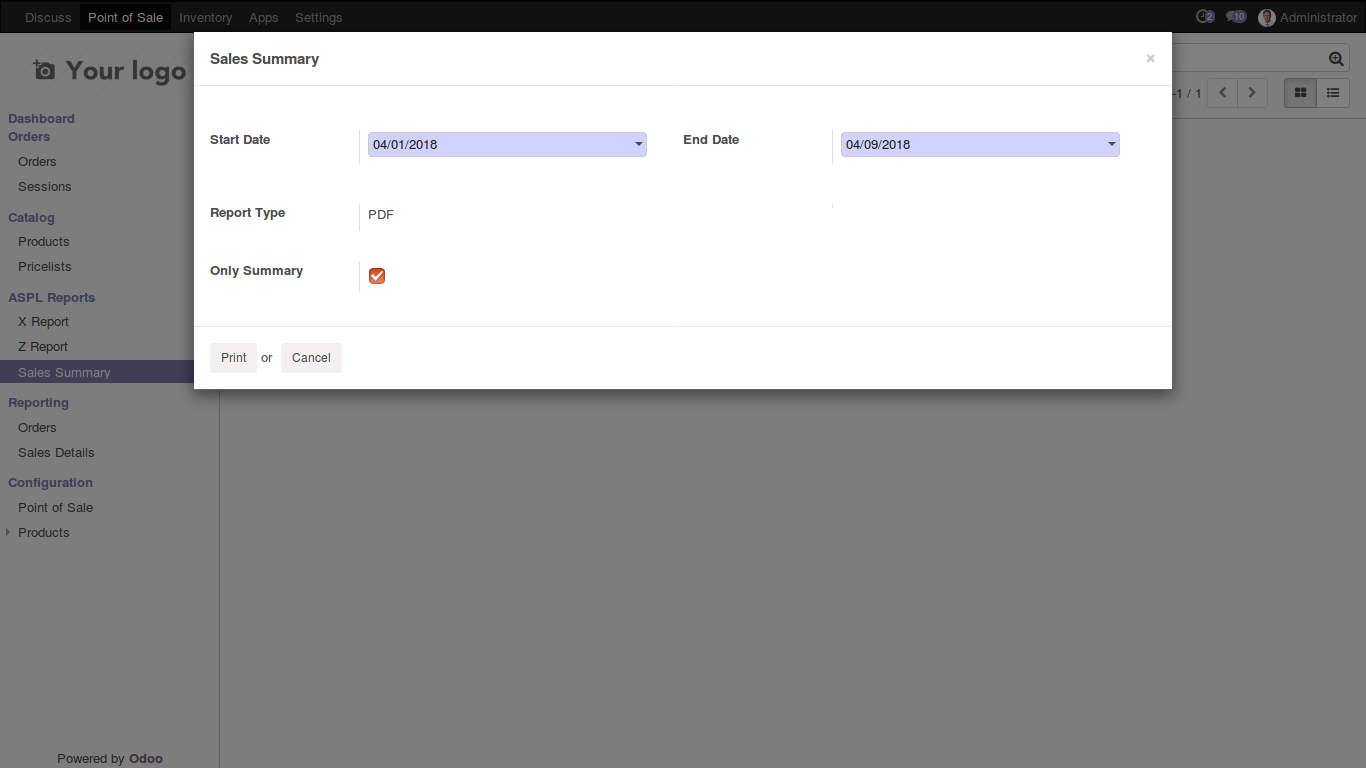 Discuss Point of Sale Inventory Apps Settings 2 10 Administrator
Your logo
Sales Summary ×
-1 / 1
Dashboard
Orders
Orders
Sessions
Catalog
Products
Pricelists
ASPL Reports
X Report
Z Report
Sales Summary
Reporting
Orders
Sales Details
Configuration
Point of Sale
Products
Powered by Odoo
Start Date 04/01/2018 End Date 04/09/2018
Report Type PDF
Only Summary
Print or Cancel